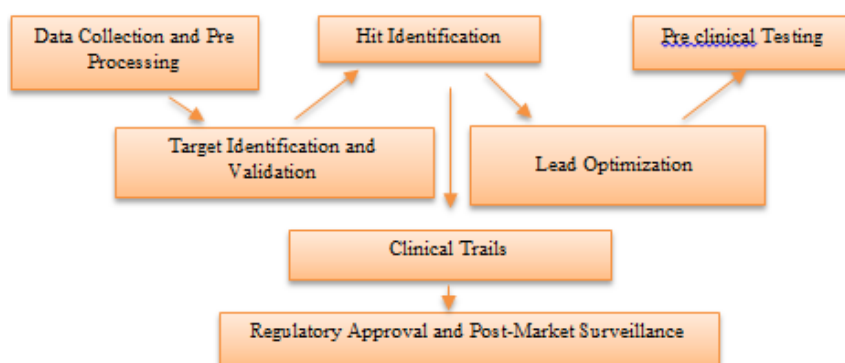 Data Collection and Pre
Processing
Hit Identification
Pre clinical Testing
Target Identification and
Validation
Lead Optimization
Clinical Trails
Regulatory Approval and Post-Market Surveillance